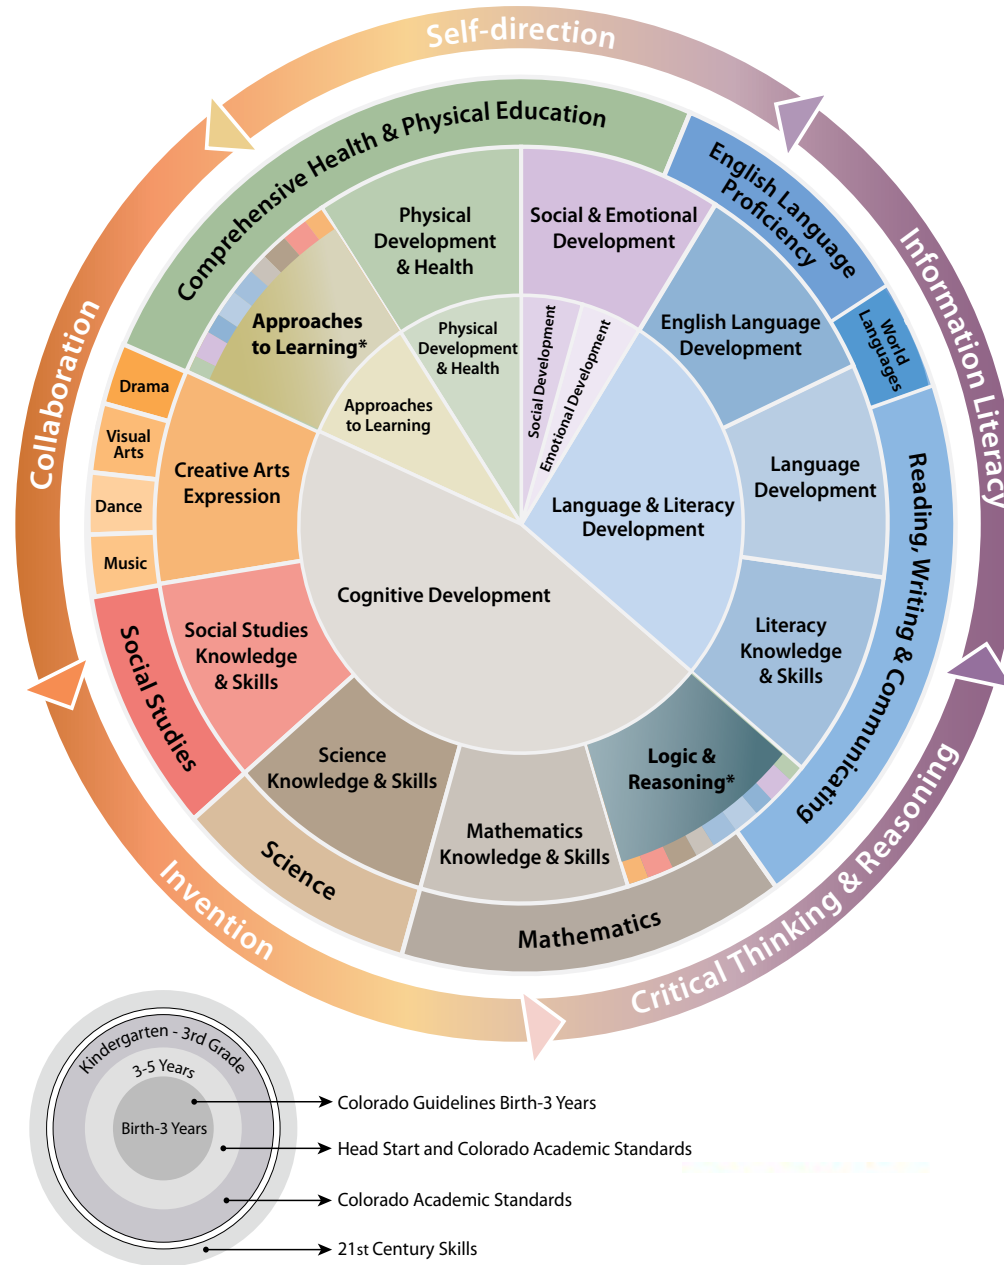 Self-direction
Comprehensive Health & Physical Education
English Language
Proficiency
Information Literacy
Collaboration
Physical
Development
& Health
Social & Emotional
Development
World
Languages
Approaches
to Learning*
English Language
Development
Physical
Development
& Health
Social Development
Emotional Development
Drama
Approaches
to Learning
Visual
Arts
Creative Arts
Expression
Language
Development
Reading, Writing & Communicating
Dance
Language & Literacy
Development
Music
Cognitive Development
Social Studies
Social Studies
Knowledge
& Skills
Literacy
Knowledge
& Skills
Science
Knowledge & Skills
Logic &
Reasoning*
Mathematics
Knowledge & Skills
Science
Mathematics
Invention
Critical Thinking & Reasoning
Kindergarten - 3rd Grade
3-5 Years
Birth-3 Years
Colorado Guidelines Birth-3 Years
Head Start and Colorado Academic Standards
Colorado Academic Standards
21st Century Skills